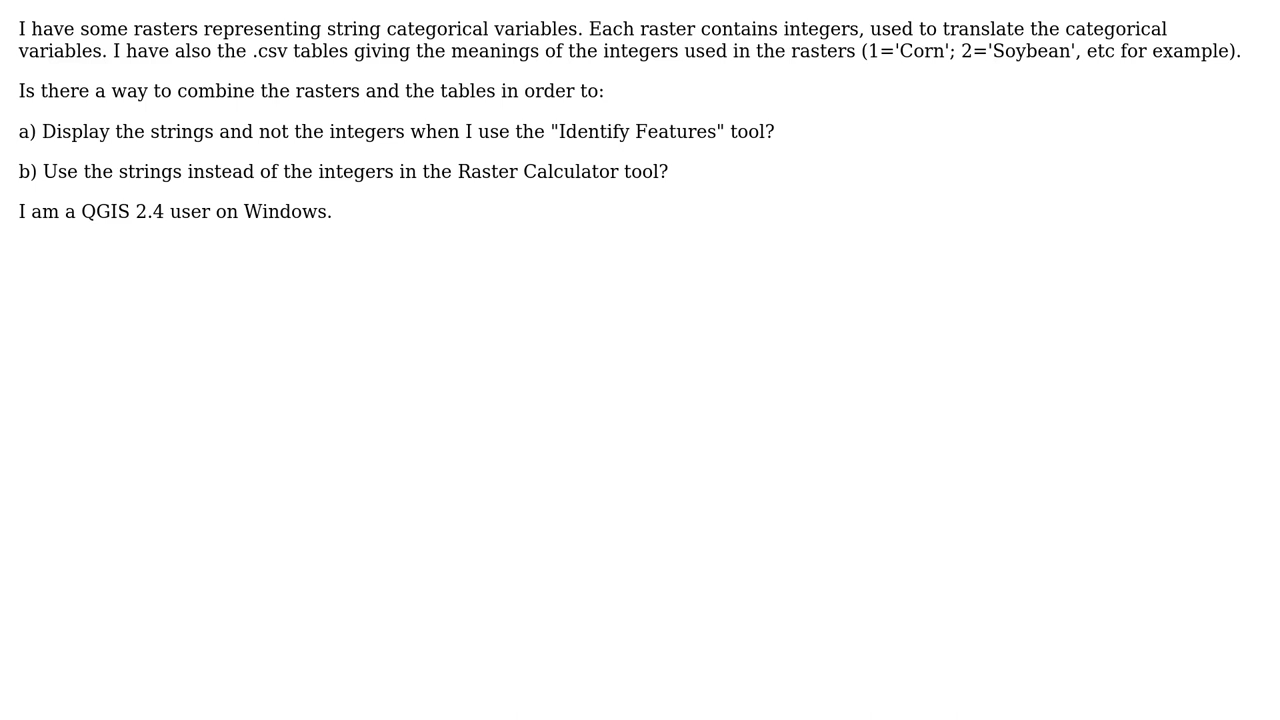 I have some rasters representing string categorical variables. Each raster contains integers, used to translate the categorical
variables. I have also the .csv tables giving the meanings of the integers used in the rasters (1='Corn'; 2='Soybean', etc for example).
Is there a way to combine the rasters and the tables in order to:
a) Display the strings and not the integers when I use the "Identify Features" tool?
b) Use the strings instead of the integers in the Raster Calculator tool?
I am a QGIS 2.4 user on Windows.